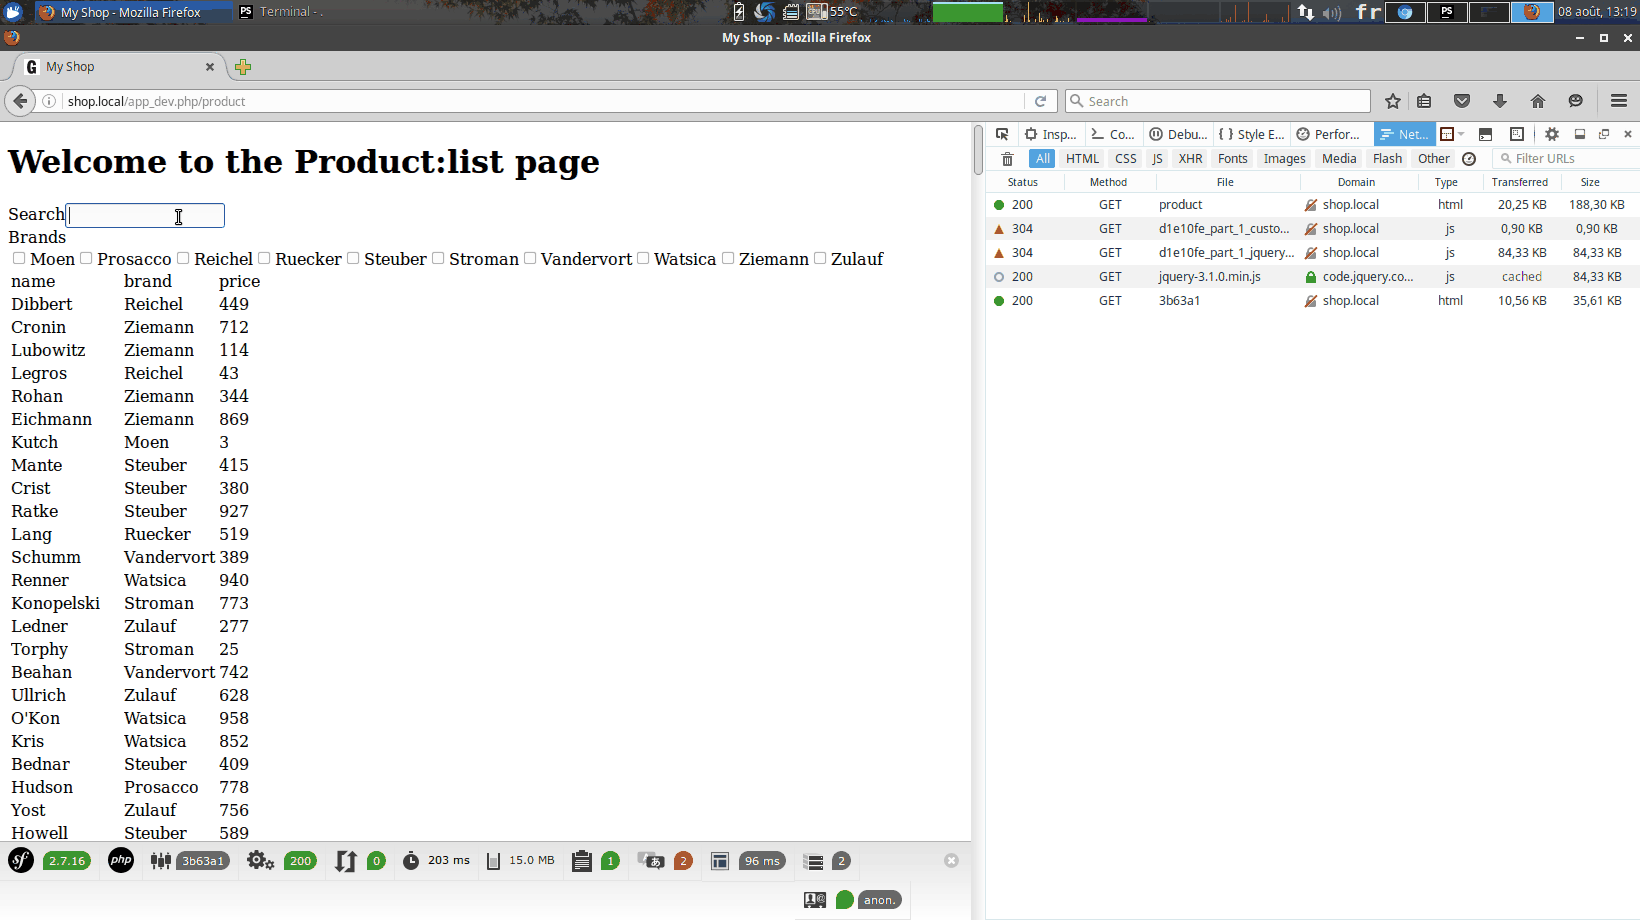 My Shop - Mozilla Firefox PS Terminal - . 55°C fr PS 08 août, 13:19
My Shop - Mozilla Firefox
G My Shop
shop.local/app_dev.php/product Search
Insp... Co... Debu... { } Style E... Perfor... Net...
All HTML CSS JS XHR Fonts Images Media Flash Other Filter URLs
Status Method File Domain Type Transferred Size
200 GET product shop.local html 20,25 KB 188,30 KB
304 GET d1e10fe_part_1_custo... shop.local js 0,90 KB 0,90 KB
304 GET d1e10fe_part_1_jquery... shop.local js 84,33 KB 84,33 KB
200 GET jquery-3.1.0.min.js code.jquery.co... js cached 84,33 KB
200 GET 3b63a1 shop.local html 10,56 KB 35,61 KB
Welcome to the Product:list page
Search
Brands
Moen Prosacco Reichel Ruecker Steuber Stroman Vandervort Watsica Ziemann Zulauf
name brand price
Dibbert Reichel 449
Cronin Ziemann 712
Lubowitz Ziemann 114
Legros Reichel 43
Rohan Ziemann 344
Eichmann Ziemann 869
Kutch Moen 3
Mante Steuber 415
Crist Steuber 380
Ratke Steuber 927
Lang Ruecker 519
Schumm Vandervort 389
Renner Watsica 940
Konopelski Stroman 773
Ledner Zulauf 277
Torphy Stroman 25
Beahan Vandervort 742
Ullrich Zulauf 628
O'Kon Watsica 958
Kris Watsica 852
Bednar Steuber 409
Hudson Prosacco 778
Yost Zulauf 756
Howell Steuber 589
sf 2.7.16 php 3b63a1 200 0 203 ms 15.0 MB 1 2 96 ms 2
anon.